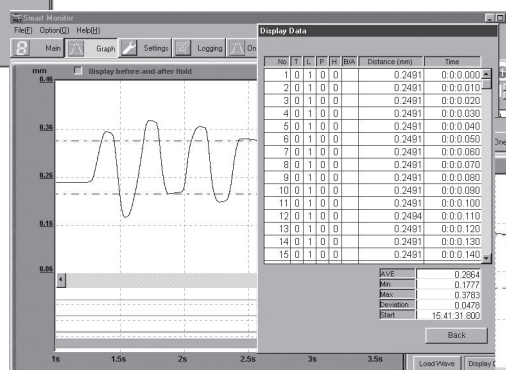 Smart Monitor
File(F) Option(O) Help(H)
8 Main Graph Settings Logging On
mm
Display before-and-after Hold
0.46
0.36
0.26
0.16
0.06
1s 1.5s 2s 2.5s 3s 3.5s
Display Data
No. T L P H B/A Distance (mm) Time
1 0 1 0 0 0.2491 0:0:0.000
2 0 1 0 0 0.2491 0:0:0.010
3 0 1 0 0 0.2491 0:0:0.020
4 0 1 0 0 0.2491 0:0:0.030
5 0 1 0 0 0.2491 0:0:0.040
6 0 1 0 0 0.2491 0:0:0.050
7 0 1 0 0 0.2491 0:0:0.060
8 0 1 0 0 0.2491 0:0:0.070
9 0 1 0 0 0.2491 0:0:0.080
10 0 1 0 0 0.2491 0:0:0.090
11 0 1 0 0 0.2491 0:0:0.100
12 0 1 0 0 0.2494 0:0:0.110
13 0 1 0 0 0.2491 0:0:0.120
14 0 1 0 0 0.2491 0:0:0.130
15 0 1 0 0 0.2491 0:0:0.140
AVE 0.2864
Min 0.1777
Max 0.3783
Deviation 0.0478
Start 15:41:31.800
Back
One
Load Wave Display D